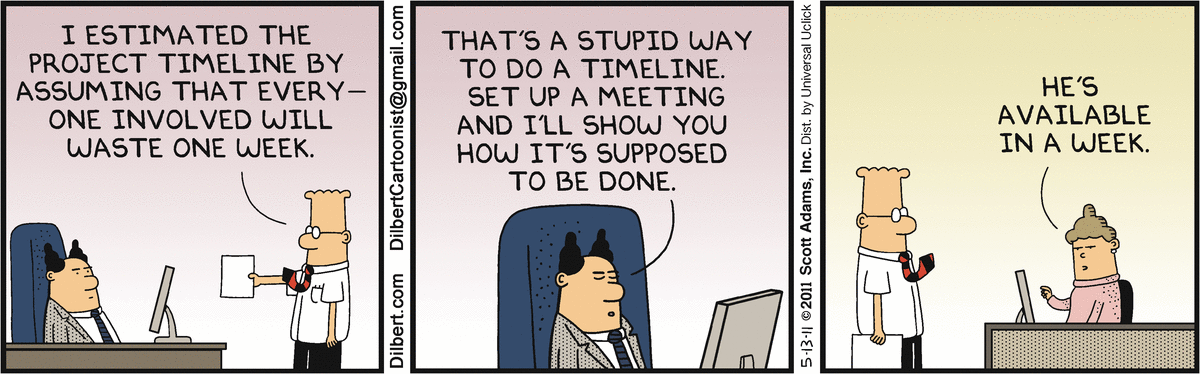 I ESTIMATED THE
PROJECT TIMELINE BY
ASSUMING THAT EVERY-
ONE INVOLVED WILL
WASTE ONE WEEK.
Dilbert.com DilbertCartoonist@gmail.com
THAT'S A STUPID WAY
TO DO A TIMELINE.
SET UP A MEETING
AND I'LL SHOW YOU
HOW IT'S SUPPOSED
TO BE DONE.
5-13-11 ©2011 Scott Adams, Inc. Dist. by Universal Uclick
HE'S
AVAILABLE
IN A WEEK.